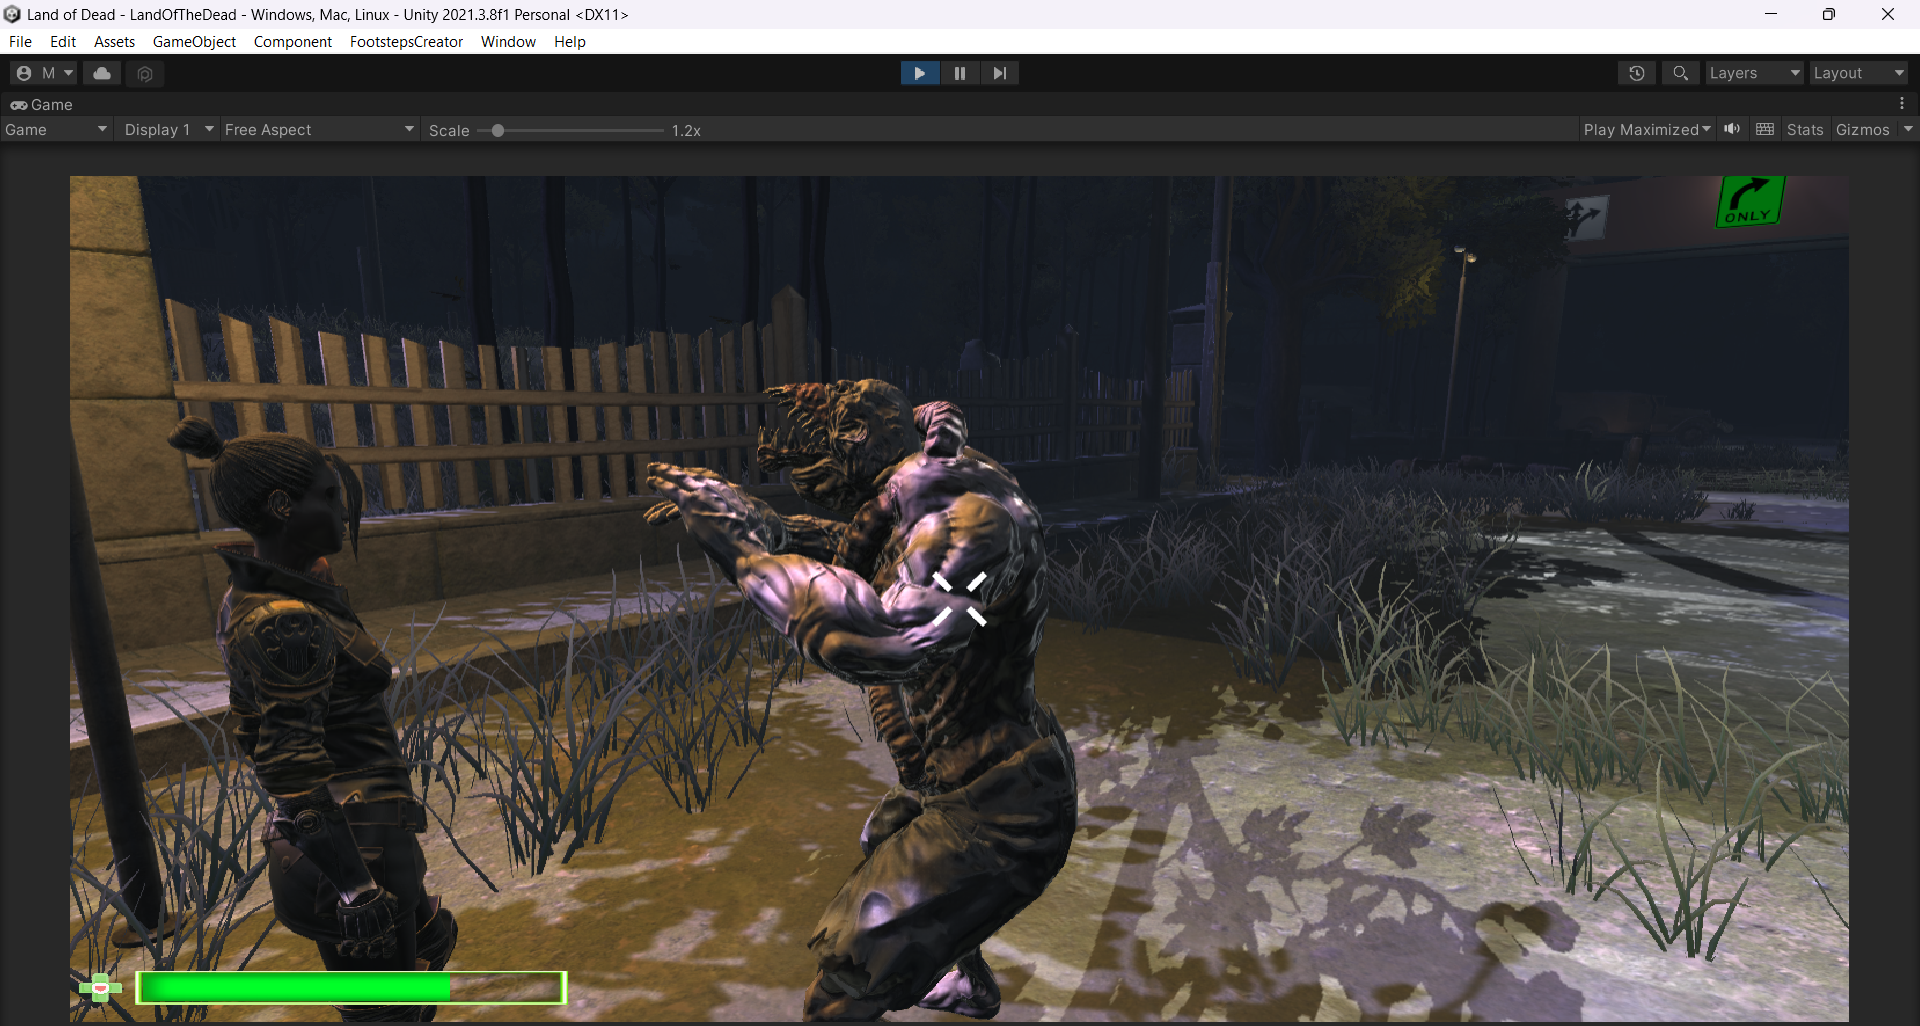 Land of Dead - LandOfTheDead - Windows, Mac, Linux - Unity 2021.3.8f1 Personal <DX11>
File Edit Assets GameObject Component FootstepsCreator Window Help
M Layers Layout
Game
Game Display 1 Free Aspect Scale 1.2x Play Maximized Stats Gizmos
ONLY